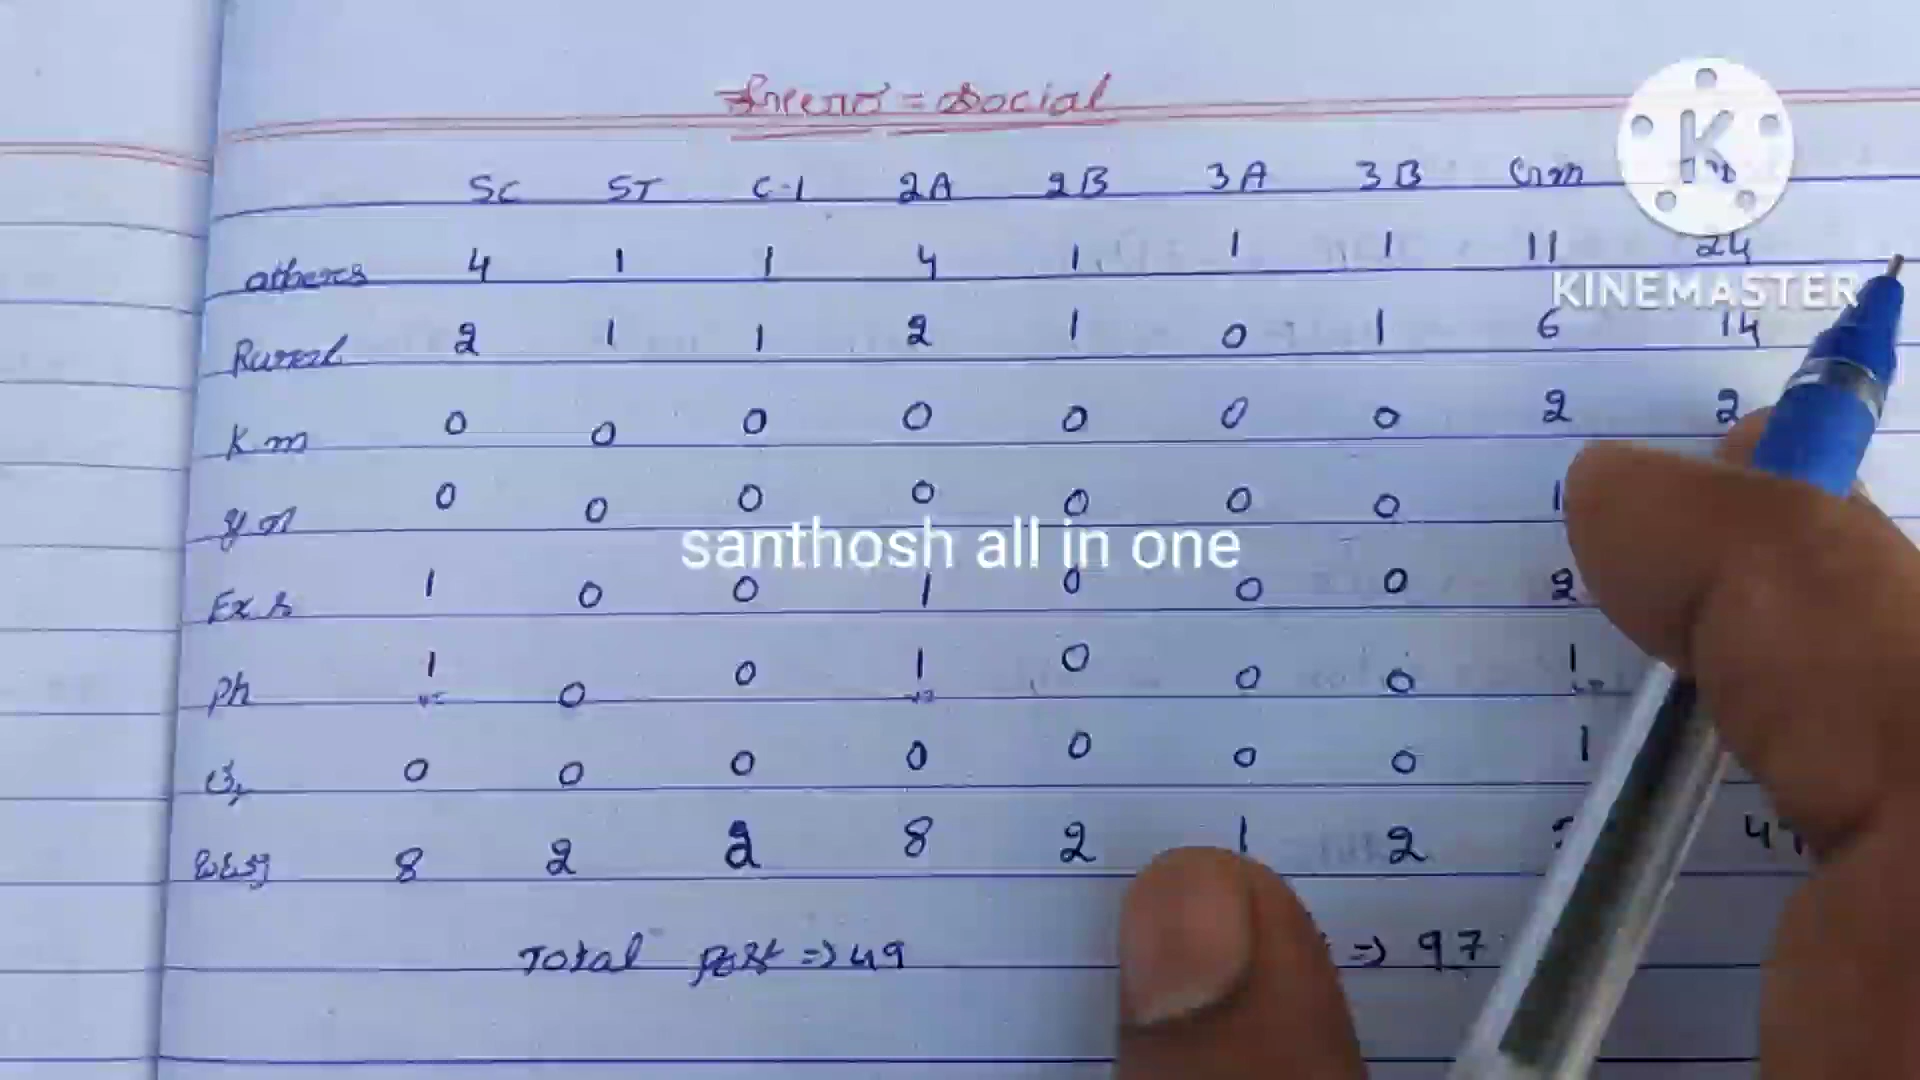 = Social
SC ST C-1 2A 2B 3A 3B Gm
others 4 1 1 4 1 1 1 11 24
KINEMASTER
Rural 2 1 1 2 1 0 1 6 14
K m 0 0 0 0 0 0 0 2 2
0 0 0 0 0 0 0 1
santhosh all in one
Ex s 1 0 0 1 0 0 0 2
Ph 1 0 0 1 0 0 0 1
0 0 0 0 0 0 0 1
8 2 2 8 2 1 2
Total post => 49 => 97